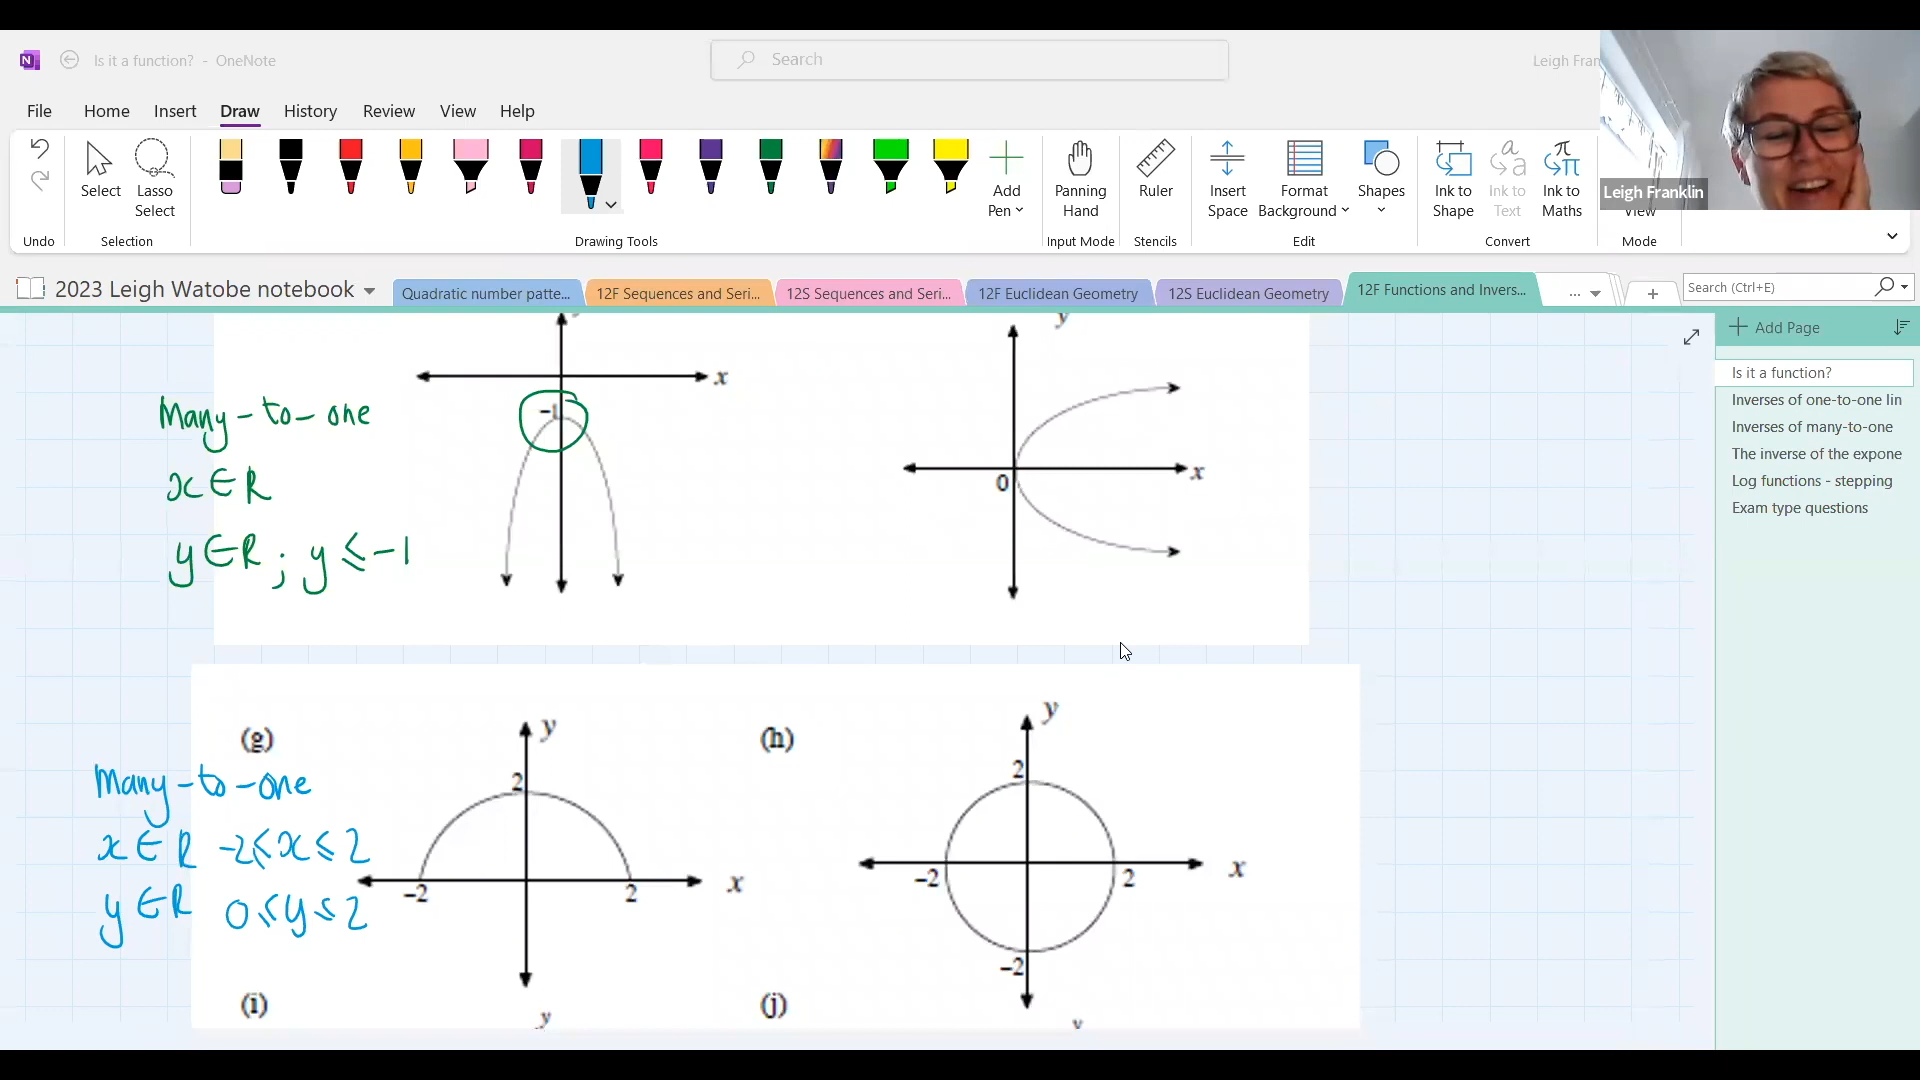 Is it a function? - OneNote
Search
Leigh Fran
File Home Insert Draw History Review View Help
Undo
Select
Lasso Select
Selection
Drawing Tools
Add Pen
Panning Hand
Input Mode
Ruler
Stencils
Insert Space
Format Background
Shapes
Edit
Ink to Shape
Ink to Text
Ink to Maths
Convert
Leigh Franklin
View
Mode
2023 Leigh Watobe notebook
Quadratic number patte...
12F Sequences and Seri...
12S Sequences and Seri...
12F Euclidean Geometry
12S Euclidean Geometry
12F Functions and Invers...
...
Search (Ctrl+E)
Add Page
Is it a function?
Inverses of one-to-one lin
Inverses of many-to-one
The inverse of the expone
Log functions - stepping
Exam type questions
x
-1
Many-to-one
x ∈ R
y ∈ R ; y ≤ -1
y
0
x
(g)
y
2
Many-to-one
x ∈ R -2 ≤ x ≤ 2
y ∈ R 0 ≤ y ≤ 2
-2
2
x
(h)
y
2
-2
2
x
-2
(i)
y
(j)
y